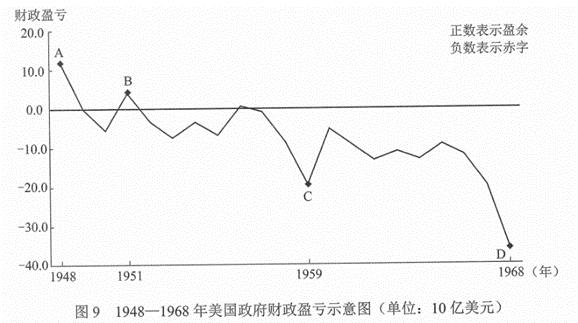 财政盈亏
正数表示盈余
负数表示赤字
20.0
10.0
0.0
-10.0
-20.0
-30.0
-40.0
A
B
C
D
1948 1951 1959 1968 (年)
图9 1948—1968年美国政府财政盈亏示意图（单位：10亿美元）